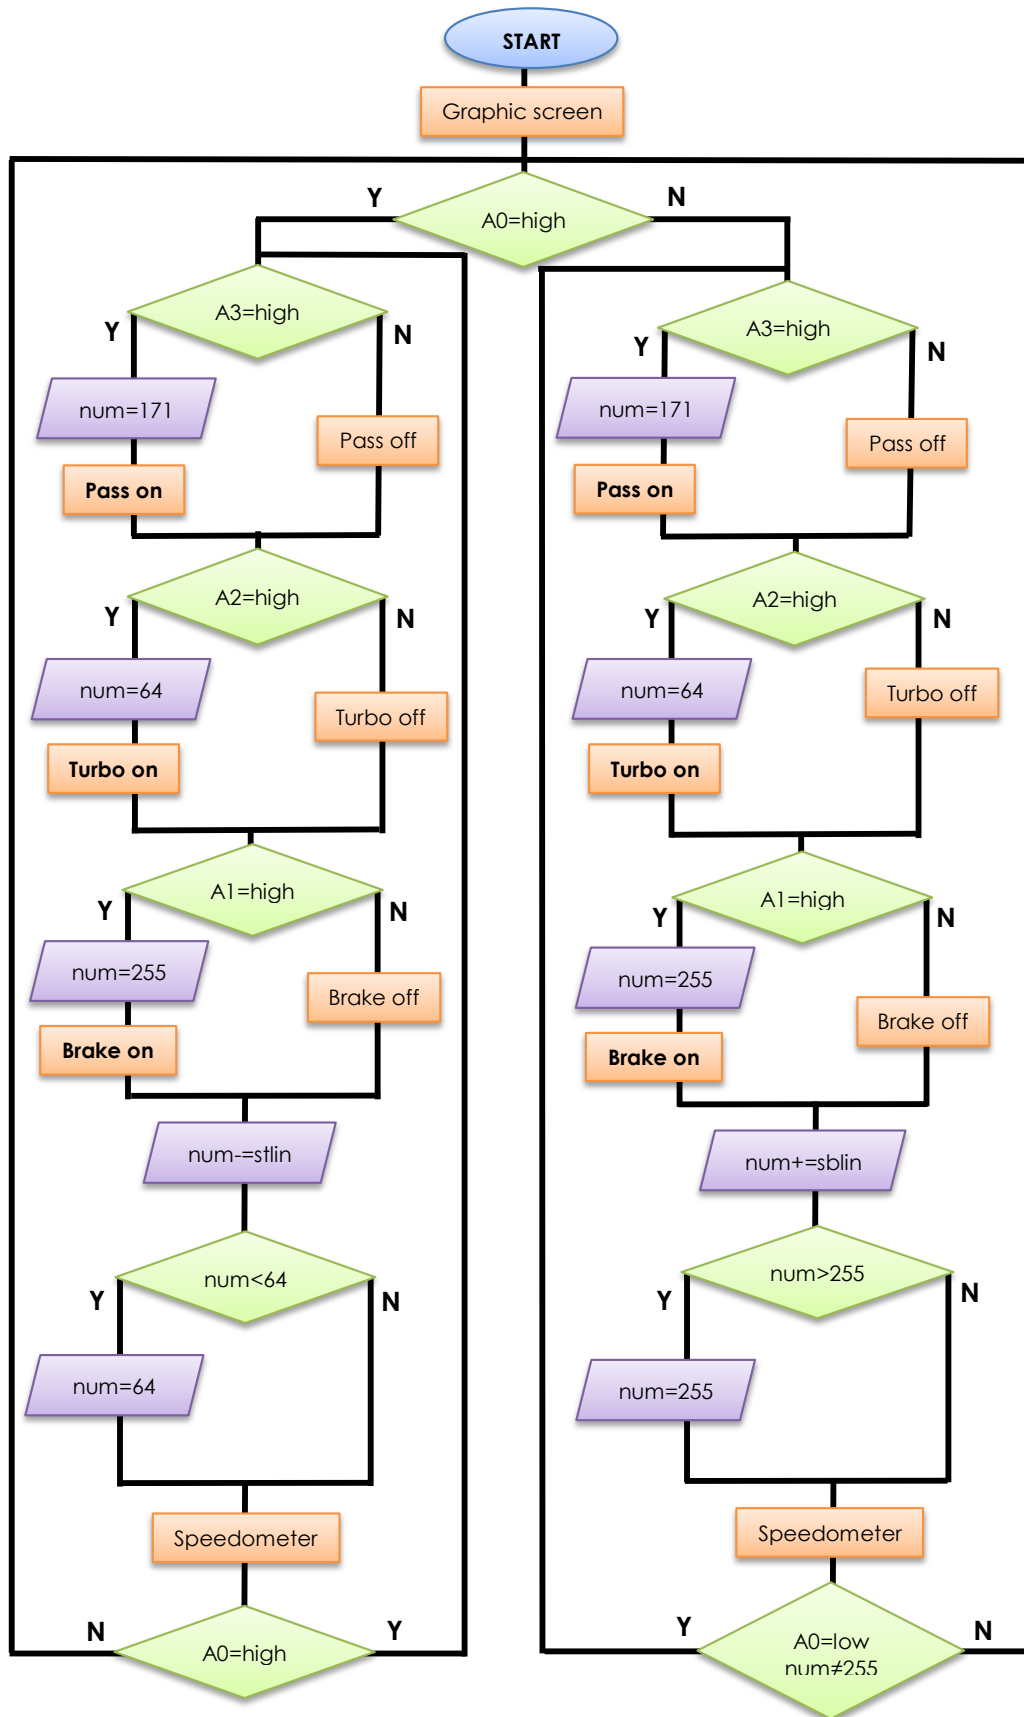 START
Graphic screen
Y
N
A0=high
A3=high
Y
N
num=171
Pass off
Pass on
A2=high
Y
N
num=64
Turbo off
Turbo on
A1=high
Y
N
num=255
Brake off
Brake on
num-=stlin
num<64
Y
N
num=64
Speedometer
N
Y
A0=high
A3=high
Y
N
num=171
Pass off
Pass on
A2=high
Y
N
num=64
Turbo off
Turbo on
A1=high
Y
N
num=255
Brake off
Brake on
num+=sblin
num>255
Y
N
num=255
Speedometer
Y
N
A0=low
num≠255